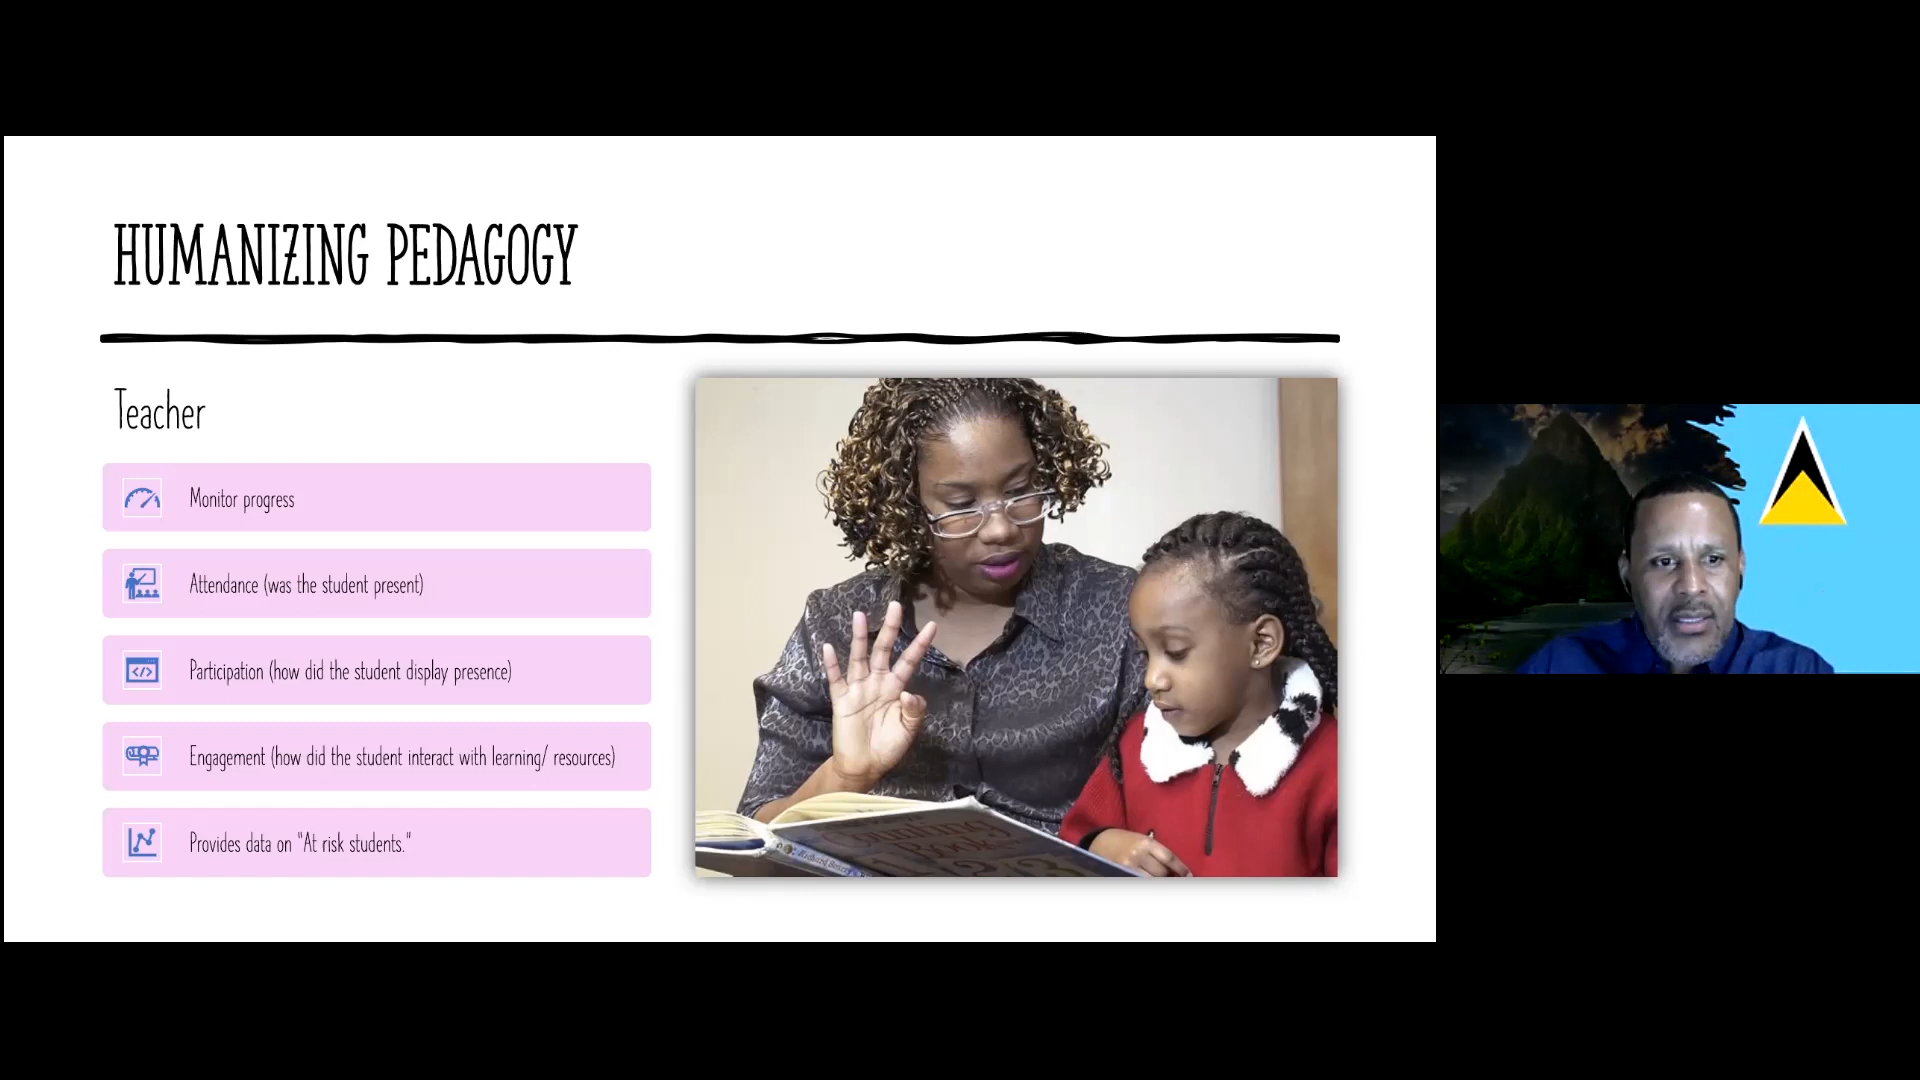 HUMANIZING PEDAGOGY
Teacher
Monitor progress
Attendance (was the student present)
Participation (how did the student display presence)
Engagement (how did the student interact with learning/ resources)
Provides data on "At risk students."